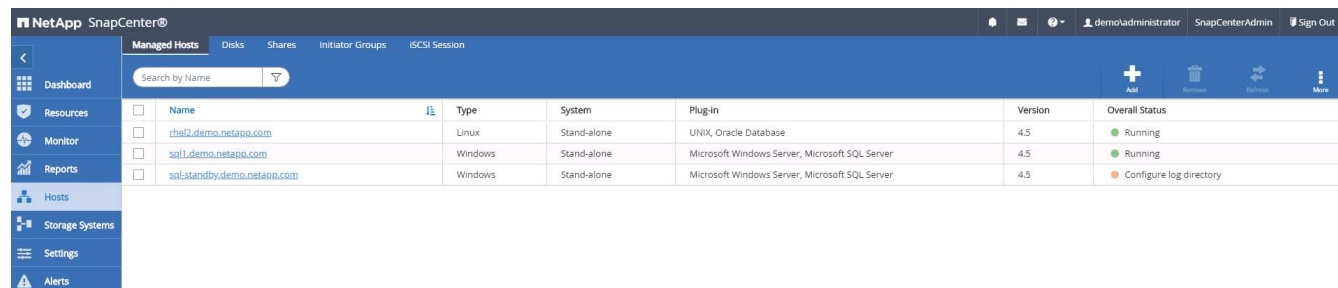 NetApp SnapCenter® demo\administrator SnapCenterAdmin Sign Out
Managed Hosts Disks Shares Initiator Groups iSCSI Session
Search by Name
Add Remove Refresh More
Dashboard
Resources
Monitor
Reports
Hosts
Storage Systems
Settings
Alerts
Name Type System Plug-in Version Overall Status
rhel2.demo.netapp.com Linux Stand-alone UNIX, Oracle Database 4.5 Running
sql1.demo.netapp.com Windows Stand-alone Microsoft Windows Server, Microsoft SQL Server 4.5 Running
sql-standby.demo.netapp.com Windows Stand-alone Microsoft Windows Server, Microsoft SQL Server 4.5 Configure log directory